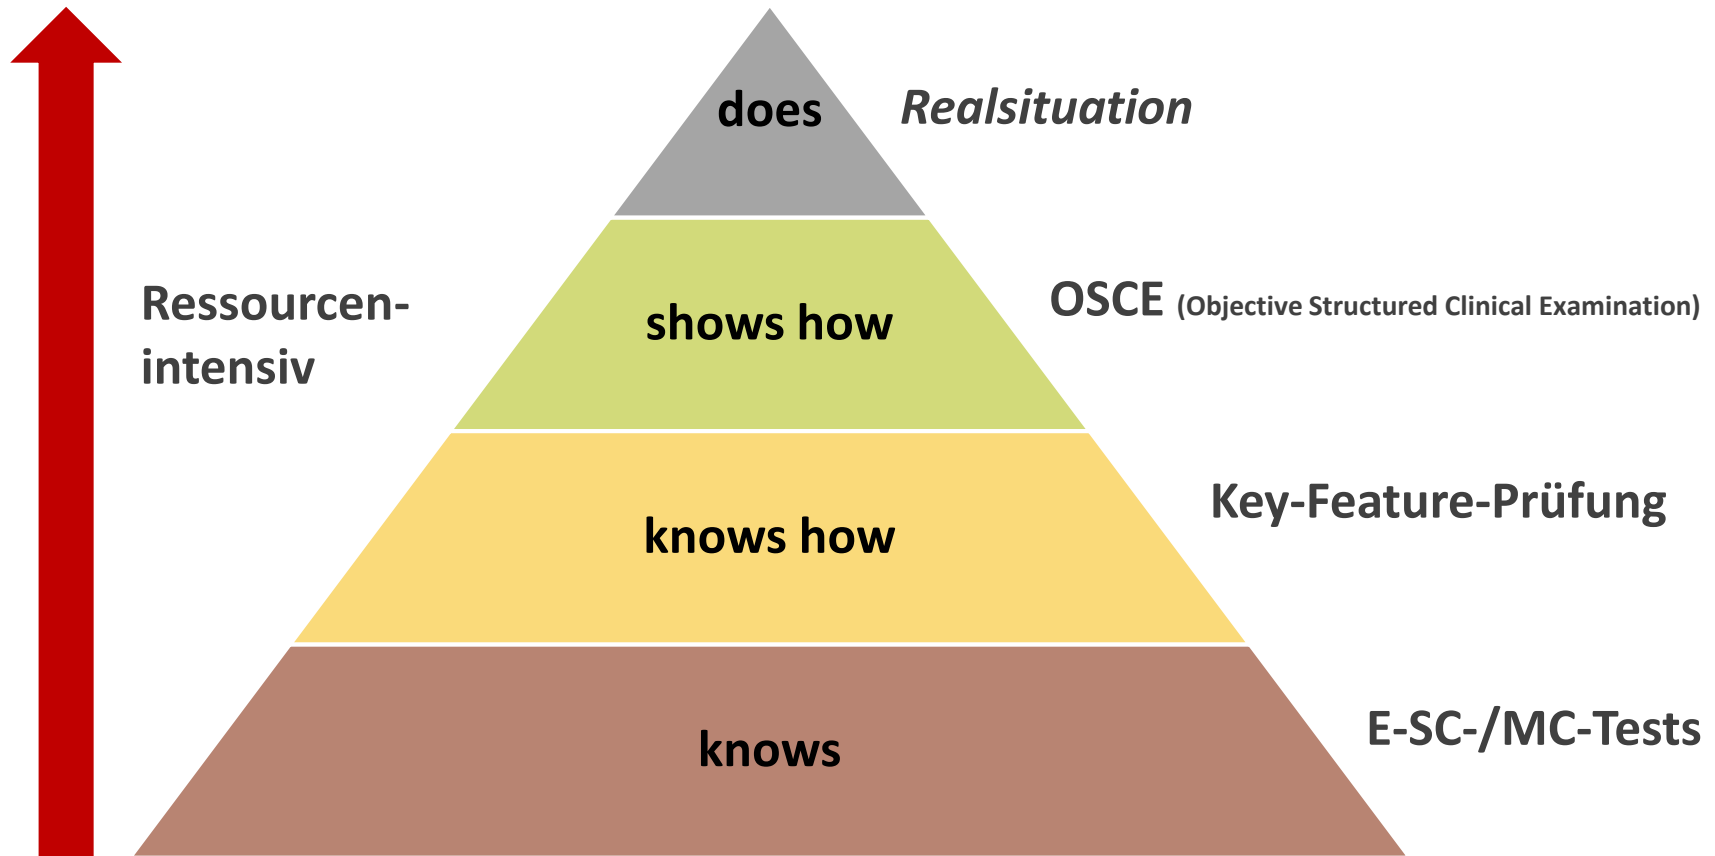 does
Realsituation
Ressourcen-
intensiv
shows how
OSCE (Objective Structured Clinical Examination)
knows how
Key-Feature-Prüfung
knows
E-SC-/MC-Tests